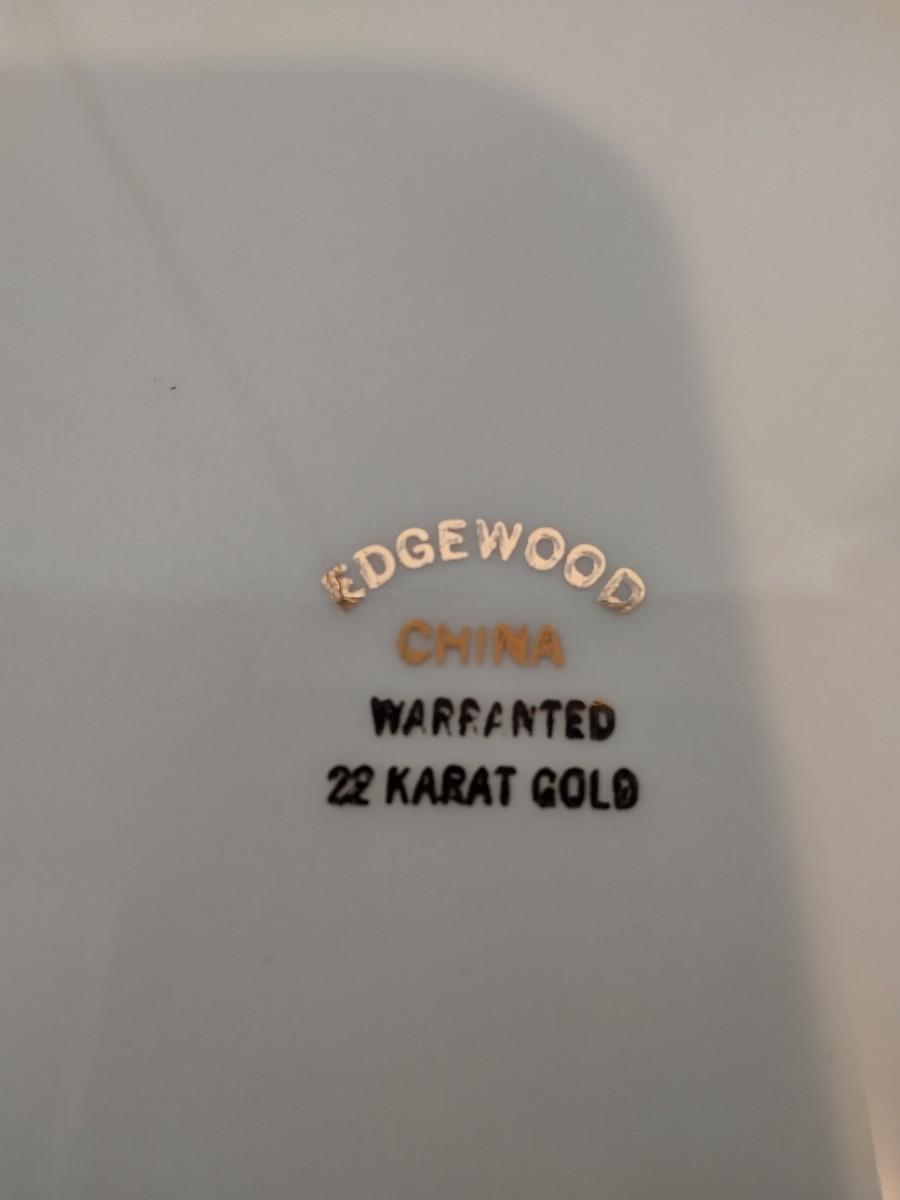 EDGEWOOD
CHINA
WARRANTED
22 KARAT GOLD